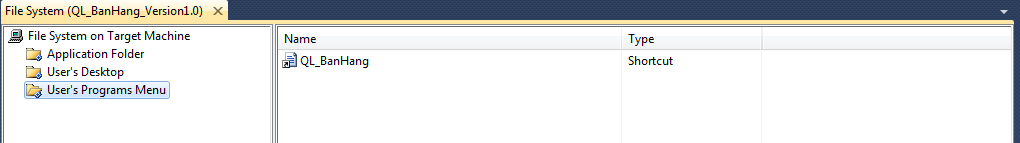 File System (QL_BanHang_Version1.0)
File System on Target Machine
Application Folder
User's Desktop
User's Programs Menu
Name Type
QL_BanHang Shortcut